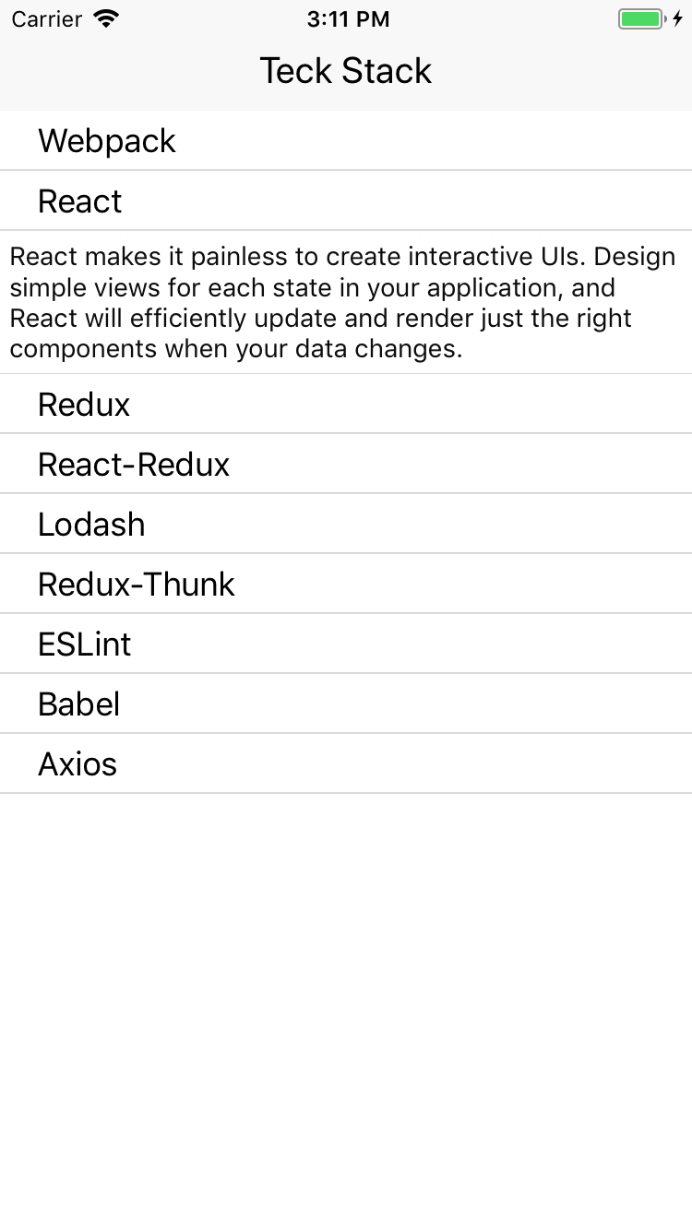 Carrier 3:11 PM
Teck Stack
Webpack
React
React makes it painless to create interactive UIs. Design
simple views for each state in your application, and
React will efficiently update and render just the right
components when your data changes.
Redux
React-Redux
Lodash
Redux-Thunk
ESLint
Babel
Axios